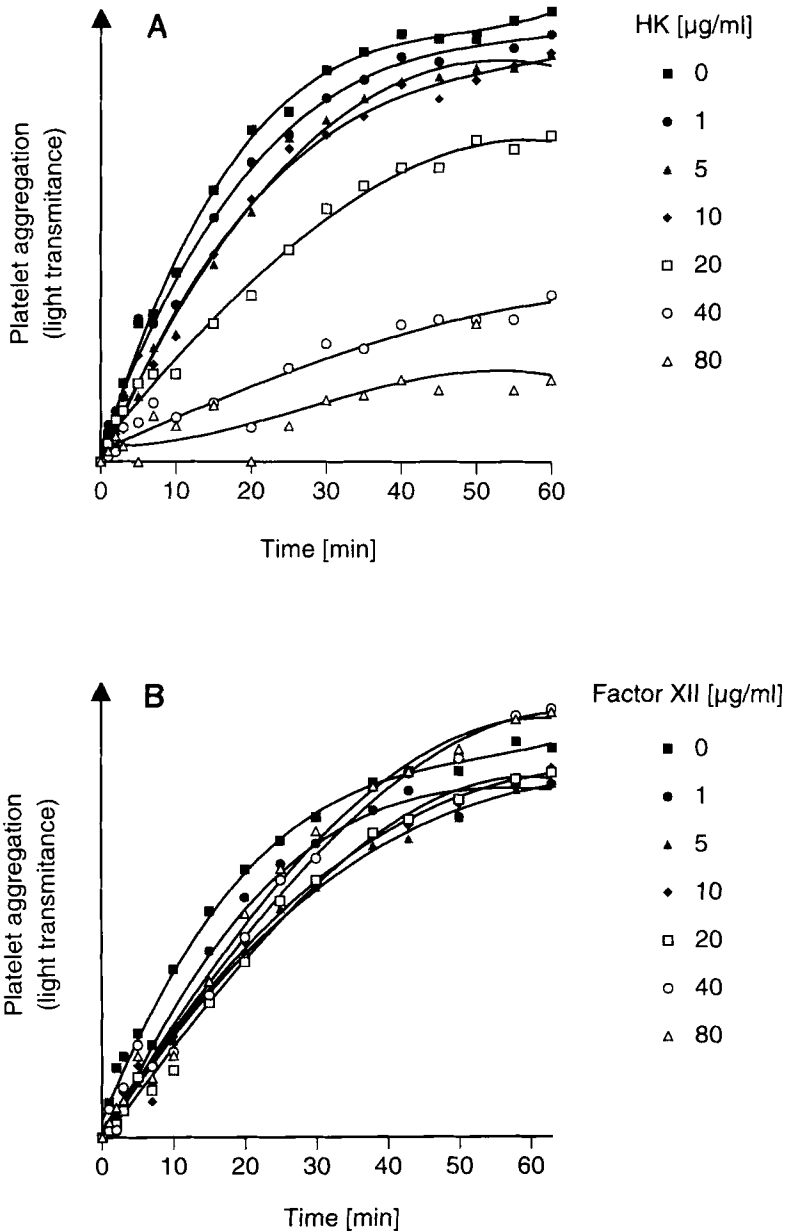 A
HK [µg/ml]
0
1
5
10
20
40
80
Platelet aggregation
(light transmitance)
0 10 20 30 40 50 60
Time [min]
B
Factor XII [µg/ml]
0
1
5
10
20
40
80
Platelet aggregation
(light transmitance)
0 10 20 30 40 50 60
Time [min]